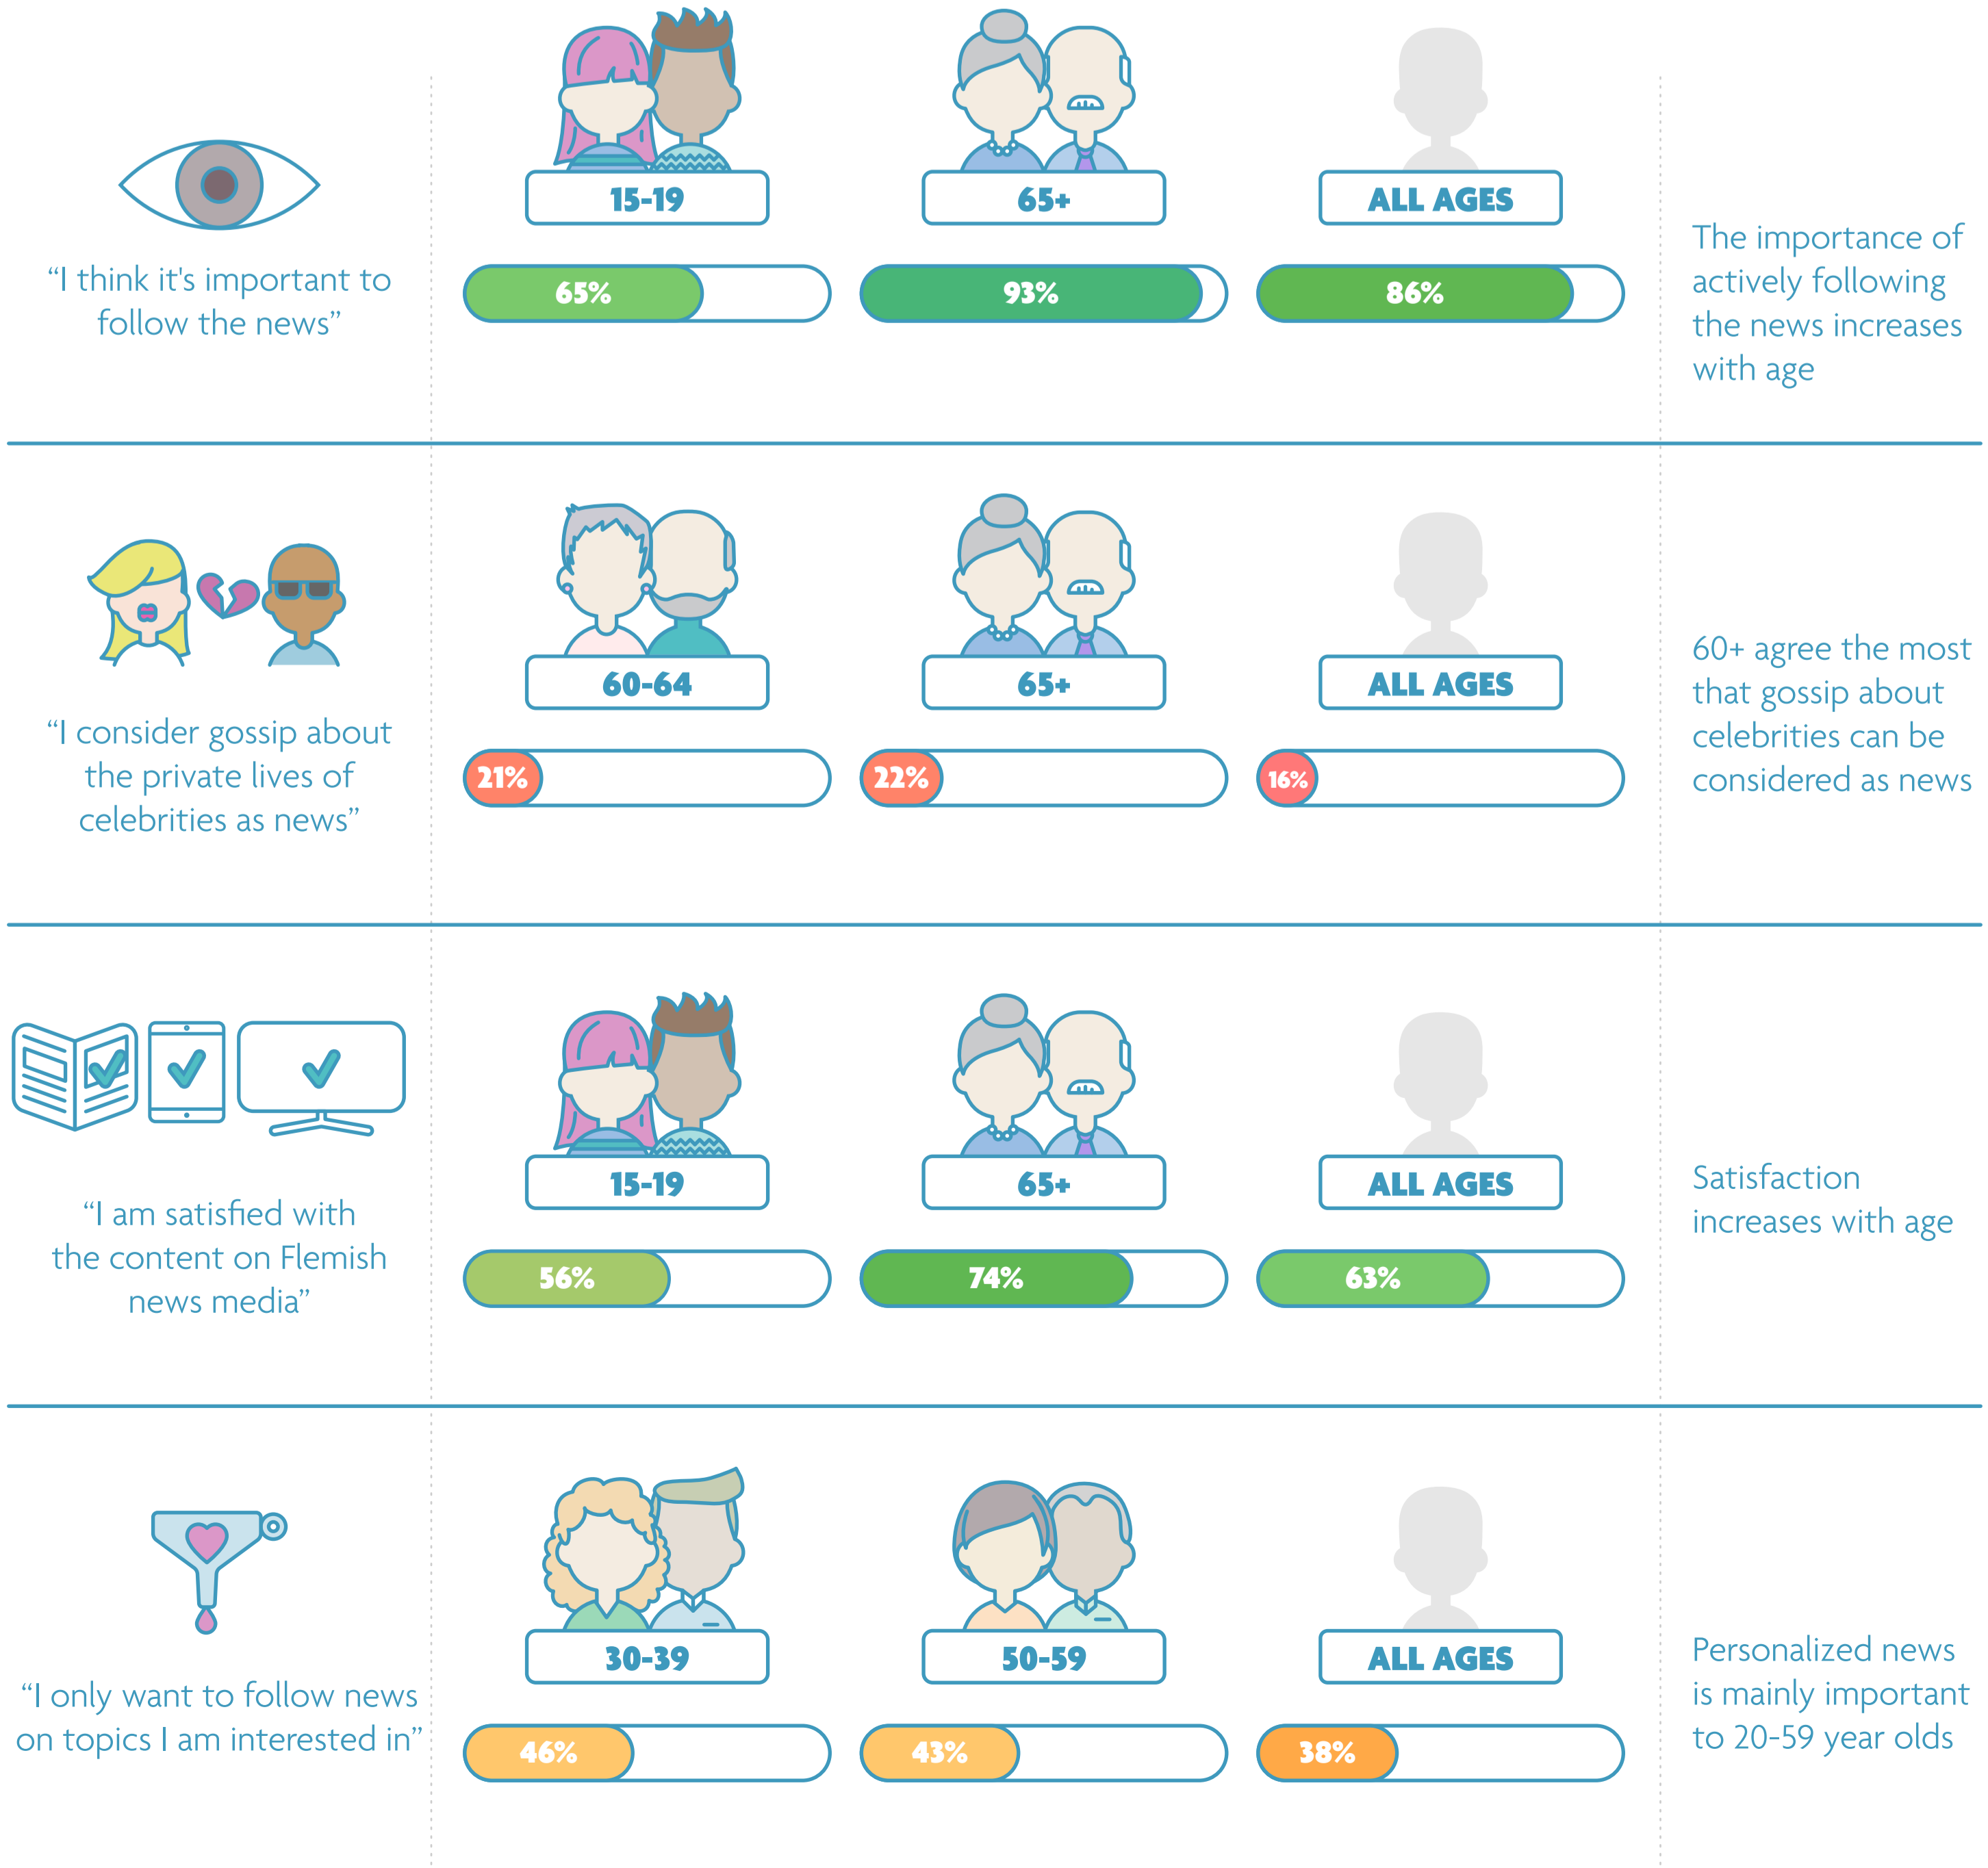 “I think it's important to
follow the news”
15-19
65%
65+
93%
ALL AGES
86%
The importance of
actively following
the news increases
with age
“I consider gossip about
the private lives of
celebrities as news”
60-64
21%
65+
22%
ALL AGES
16%
60+ agree the most
that gossip about
celebrities can be
considered as news
“I am satisfied with
the content on Flemish
news media”
15-19
56%
65+
74%
ALL AGES
63%
Satisfaction
increases with age
“I only want to follow news
on topics I am interested in”
30-39
46%
50-59
43%
ALL AGES
38%
Personalized news
is mainly important
to 20-59 year olds